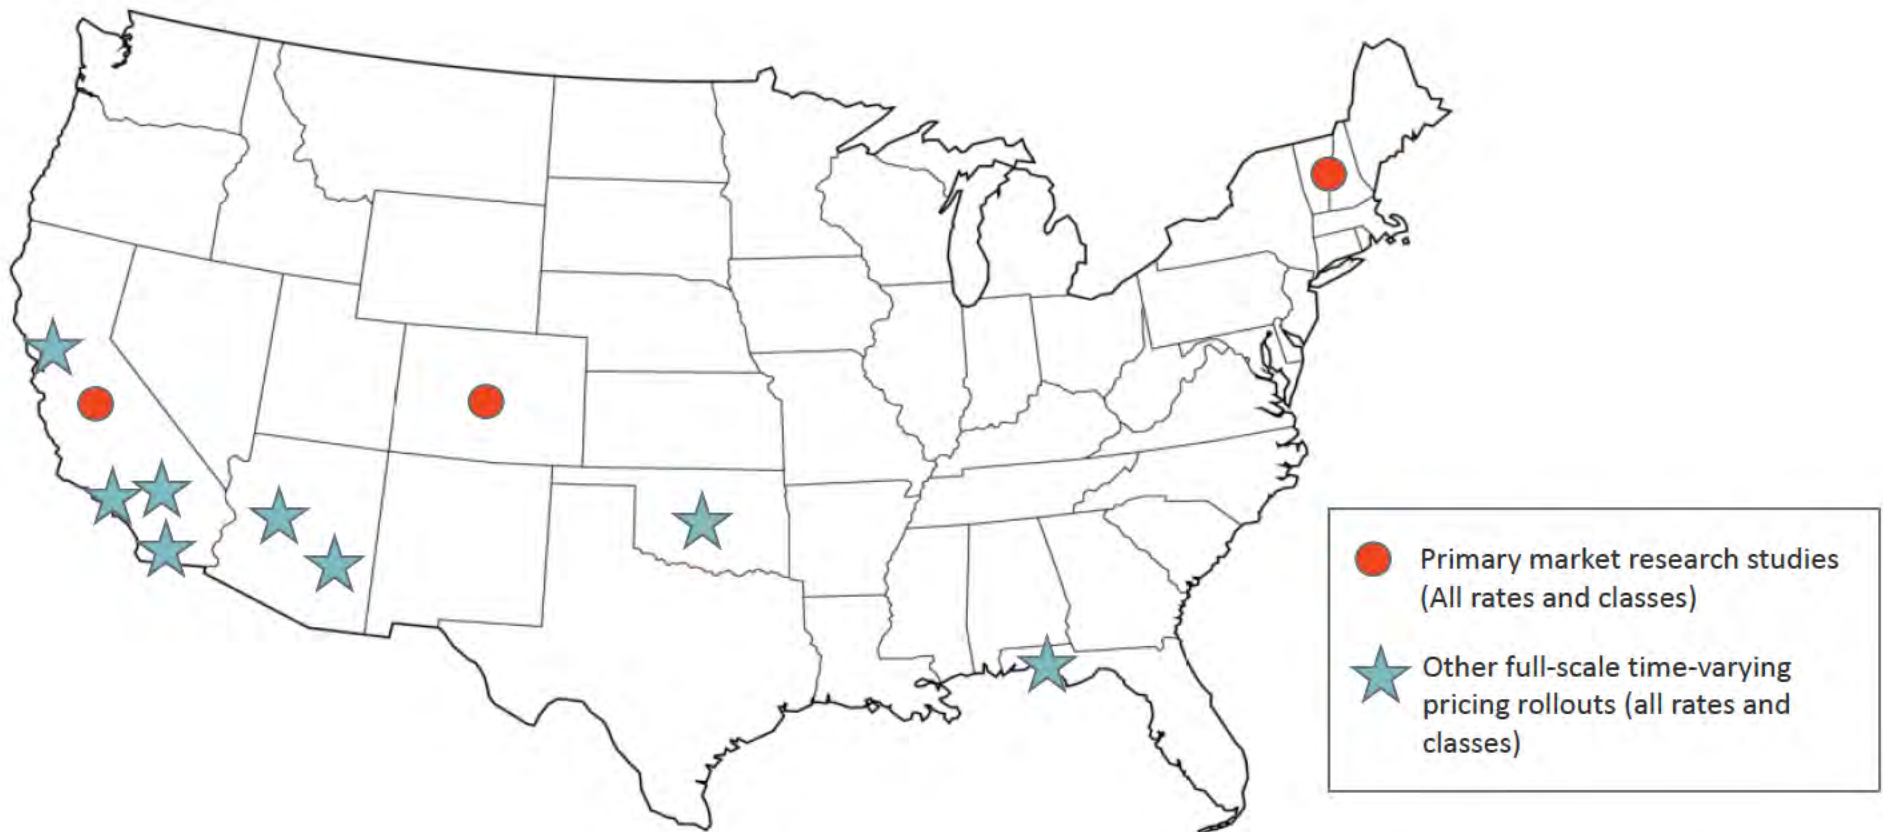 Primary market research studies
(All rates and classes)
Other full-scale time-varying
pricing rollouts (all rates and
classes)